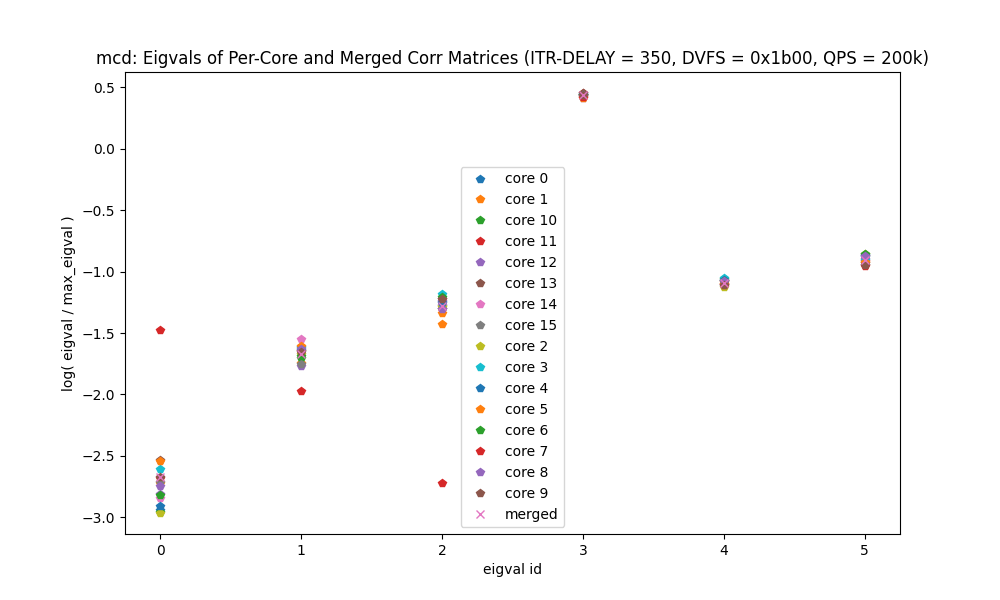 mcd: Eigvals of Per-Core and Merged Corr Matrices (ITR-DELAY = 350, DVFS = 0x1b00, QPS = 200k)
log( eigval / max_eigval )
0.5
0.0
−0.5
−1.0
−1.5
−2.0
−2.5
−3.0
core 0
core 1
core 10
core 11
core 12
core 13
core 14
core 15
core 2
core 3
core 4
core 5
core 6
core 7
core 8
core 9
merged
0 1 2 3 4 5
eigval id